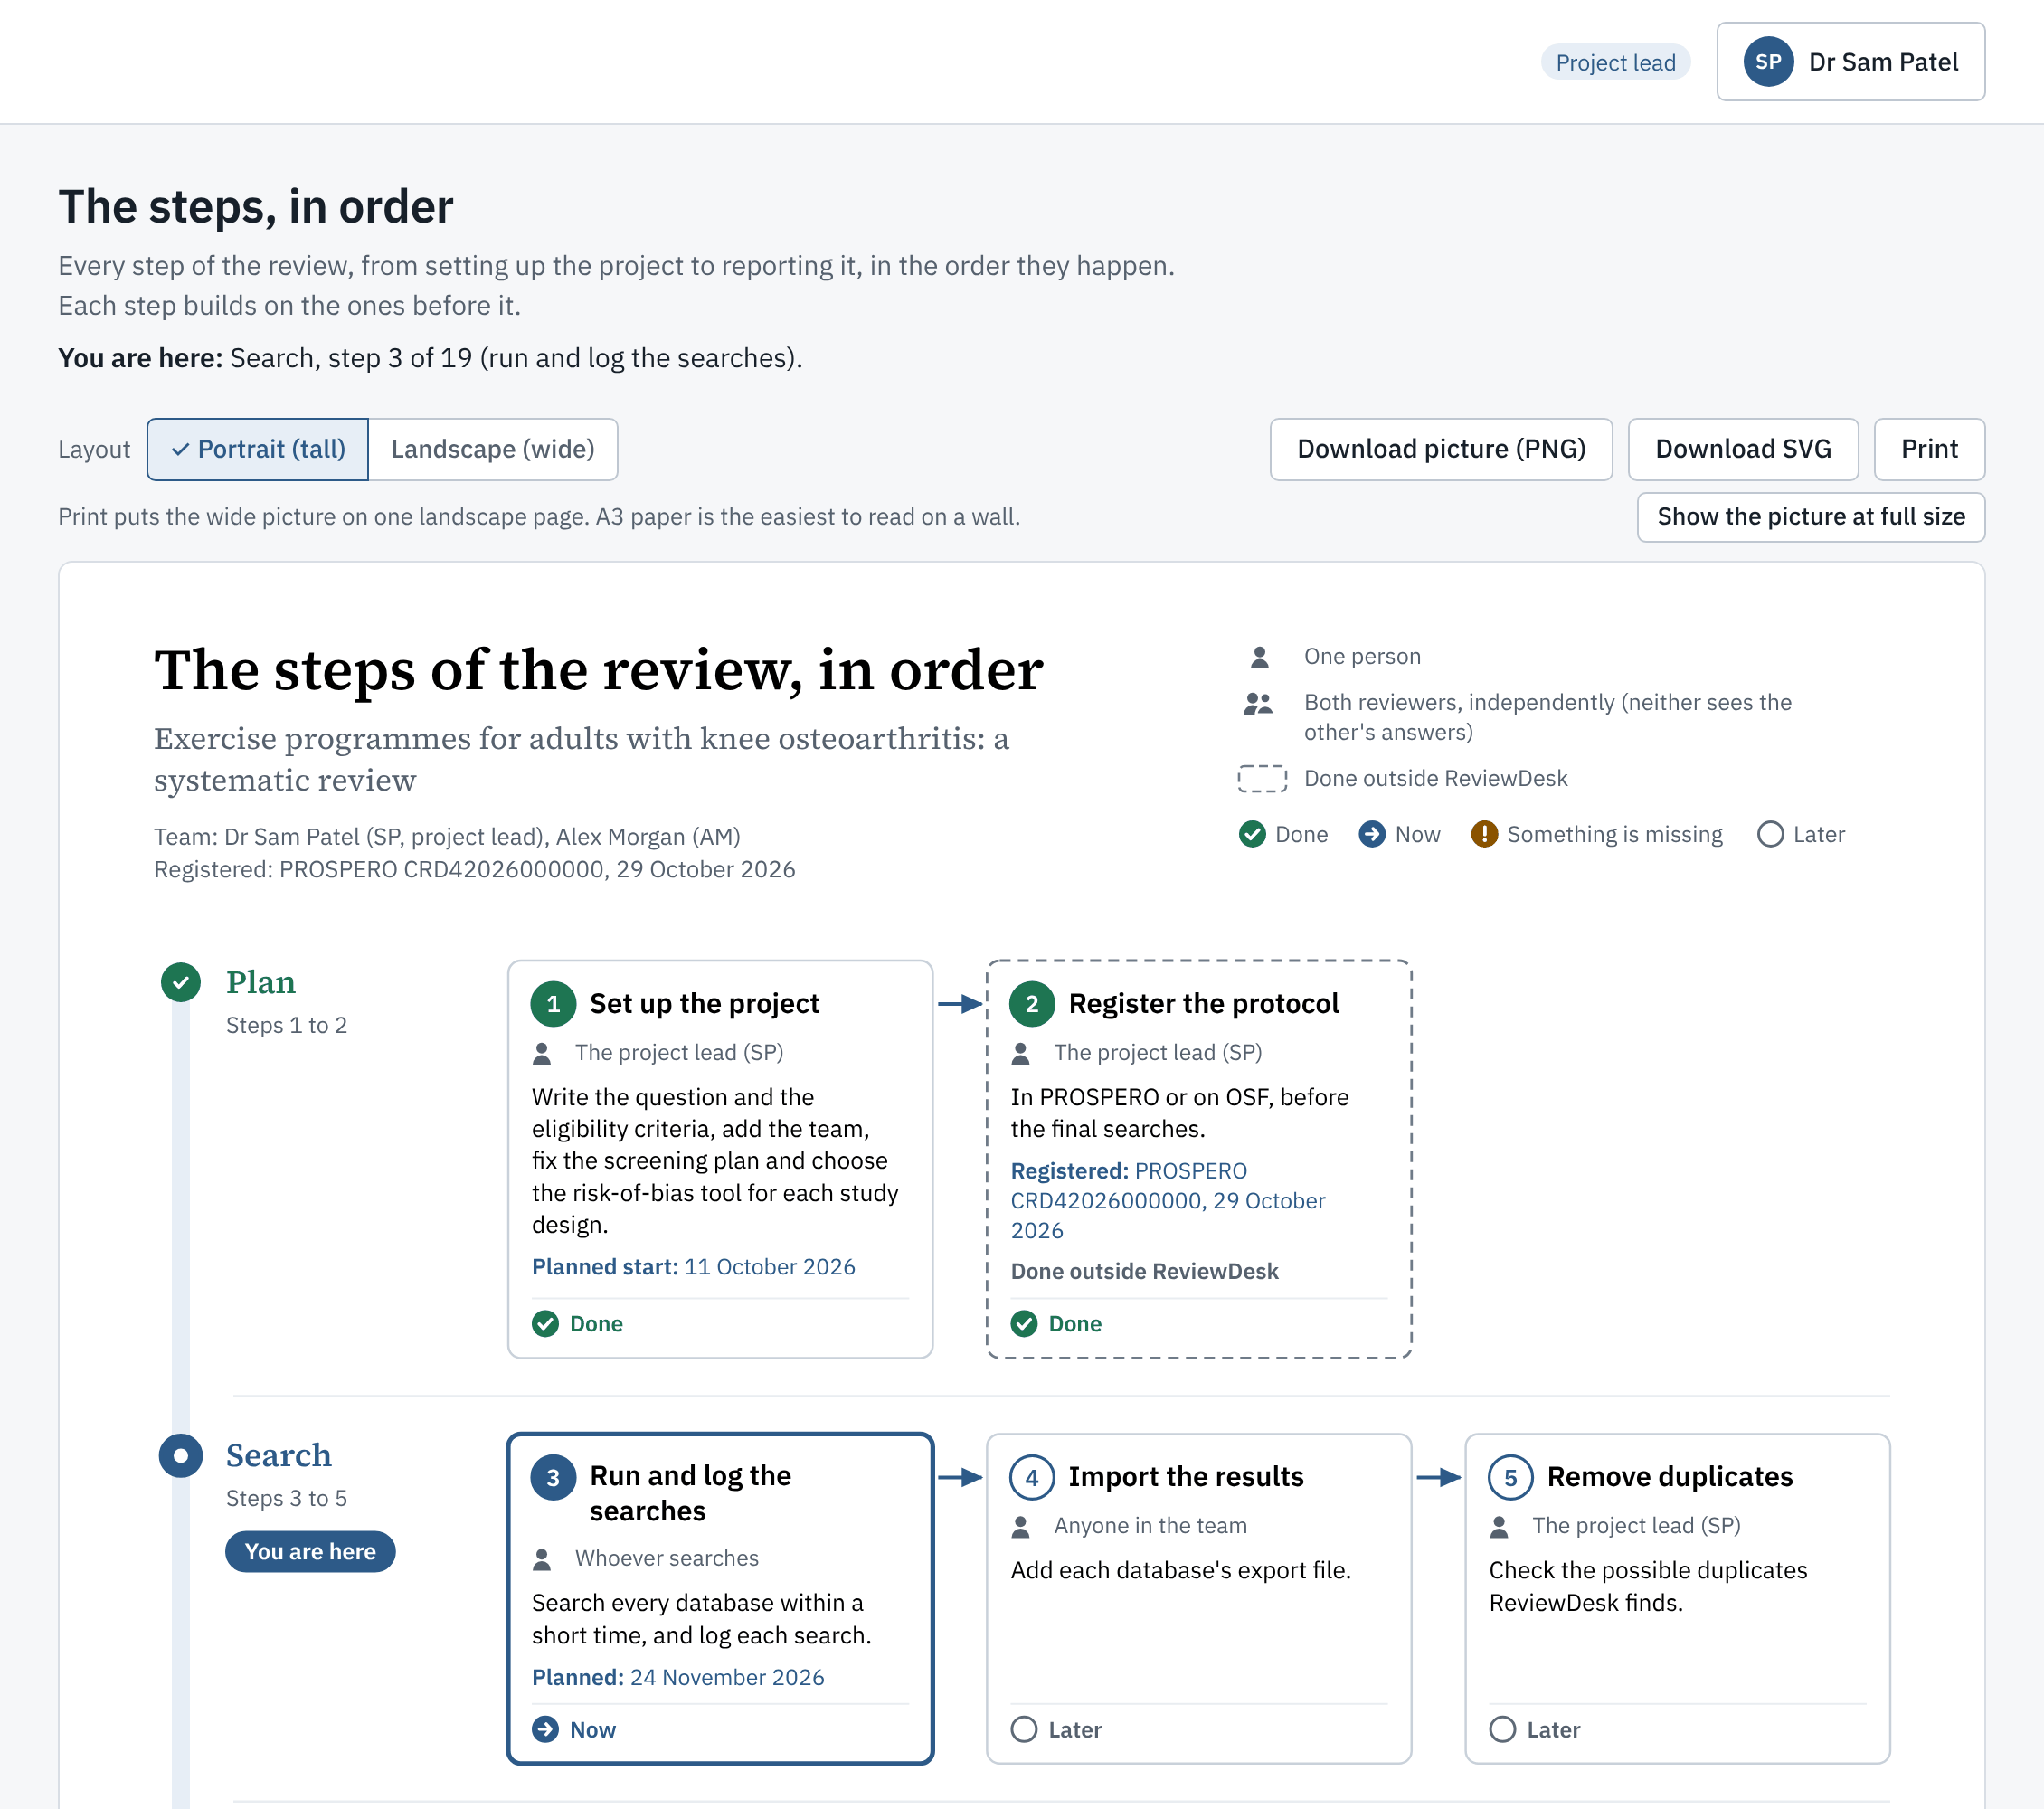 Project lead
SP
Dr Sam Patel
The steps, in order
Every step of the review, from setting up the project to reporting it, in the order they happen.
Each step builds on the ones before it.
You are here: Search, step 3 of 19 (run and log the searches).
Layout
Portrait (tall)
Landscape (wide)
Download picture (PNG)
Download SVG
Print
Print puts the wide picture on one landscape page. A3 paper is the easiest to read on a wall.
Show the picture at full size
The steps of the review, in order
Exercise programmes for adults with knee osteoarthritis: a
systematic review
Team: Dr Sam Patel (SP, project lead), Alex Morgan (AM)
Registered: PROSPERO CRD42026000000, 29 October 2026
One person
Both reviewers, independently (neither sees the
other's answers)
Done outside ReviewDesk
Done
Now
Something is missing
Later
Plan
Steps 1 to 2
1
Set up the project
The project lead (SP)
Write the question and the
eligibility criteria, add the team,
fix the screening plan and choose
the risk-of-bias tool for each study
design.
Planned start: 11 October 2026
Done
2
Register the protocol
The project lead (SP)
In PROSPERO or on OSF, before
the final searches.
Registered: PROSPERO
CRD42026000000, 29 October
2026
Done outside ReviewDesk
Done
Search
Steps 3 to 5
You are here
3
Run and log the
searches
Whoever searches
Search every database within a
short time, and log each search.
Planned: 24 November 2026
Now
4
Import the results
Anyone in the team
Add each database's export file.
Later
5
Remove duplicates
The project lead (SP)
Check the possible duplicates
ReviewDesk finds.
Later